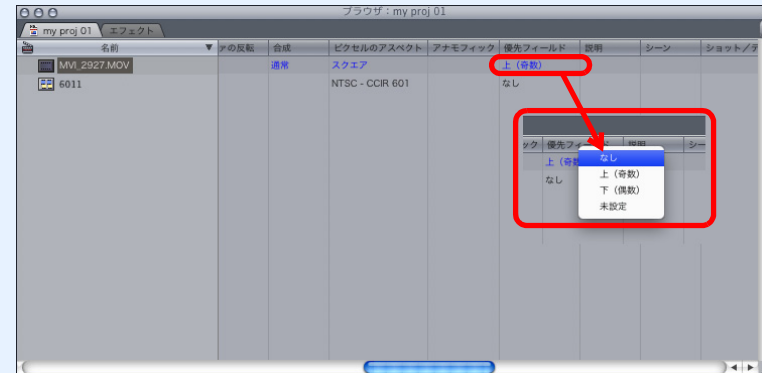 ブラウザ：my proj 01
my proj 01 エフェクト
名前 ▼ ァの反転 合成 ピクセルのアスペクト アナモフィック 優先フィールド 説明 シーン ショット/テ
MVI_2927.MOV 通常 スクエア 上（奇数）
6011 NTSC - CCIR 601 なし
ック 優先フィールド 説明 シー
上（奇数
なし
なし
上（奇数）
下（偶数）
未設定